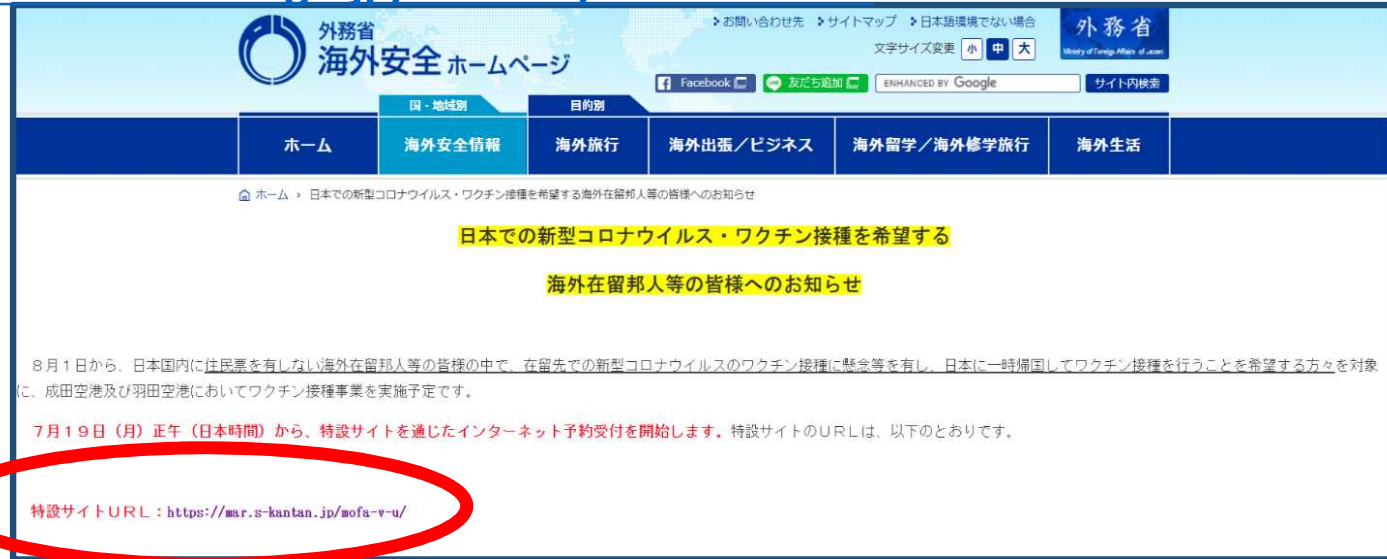 外務省
海外安全ホームページ
お問い合わせ先 サイトマップ 日本語環境でない場合
文字サイズ変更 小 中 大
外務省
Ministry of Foreign Affairs of Japan
Facebook 友だち追加 ENHANCED BY Google サイト内検索
国・地域別 目的別
ホーム 海外安全情報 海外旅行 海外出張／ビジネス 海外留学／海外修学旅行 海外生活
ホーム › 日本での新型コロナウイルス・ワクチン接種を希望する海外在留邦人等の皆様へのお知らせ
日本での新型コロナウイルス・ワクチン接種を希望する
海外在留邦人等の皆様へのお知らせ
８月１日から、日本国内に住民票を有しない海外在留邦人等の皆様の中で、在留先での新型コロナウイルスのワクチン接種に懸念等を有し、日本に一時帰国してワクチン接種を行うことを希望する方々を対象
に、成田空港及び羽田空港においてワクチン接種事業を実施予定です。
７月１９日（月）正午（日本時間）から、特設サイトを通じたインターネット予約受付を開始します。特設サイトのＵＲＬは、以下のとおりです。
特設サイトＵＲＬ：https://mar.s-kantan.jp/mofa-v-u/